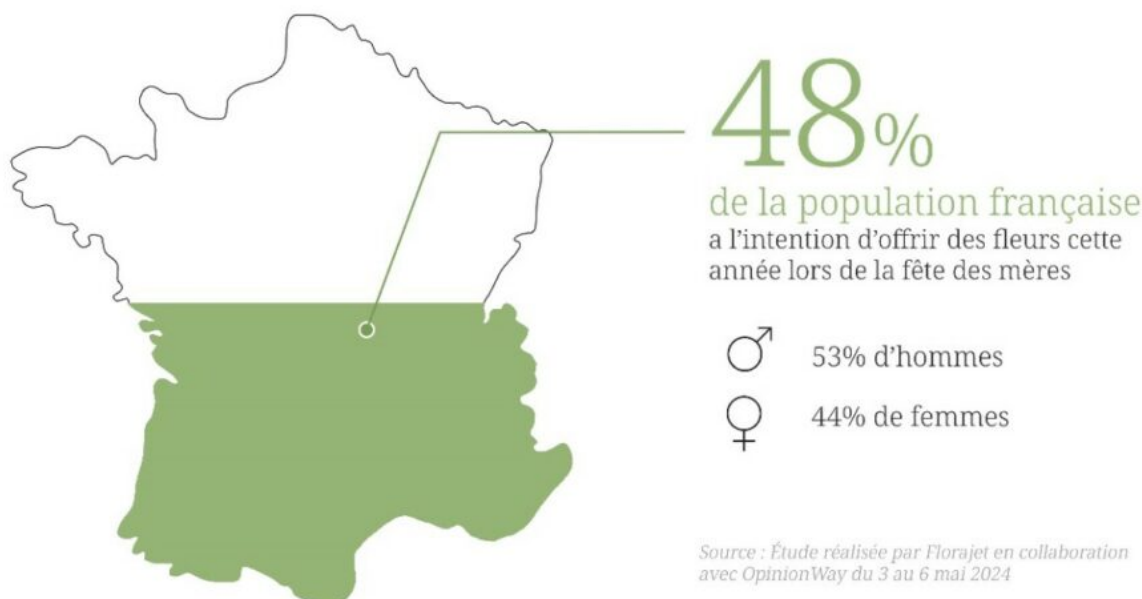 48%
de la population française
a l'intention d'offrir des fleurs cette
année lors de la fête des mères
53% d'hommes
44% de femmes
Source : Étude réalisée par Florajet en collaboration
avec OpinionWay du 3 au 6 mai 2024